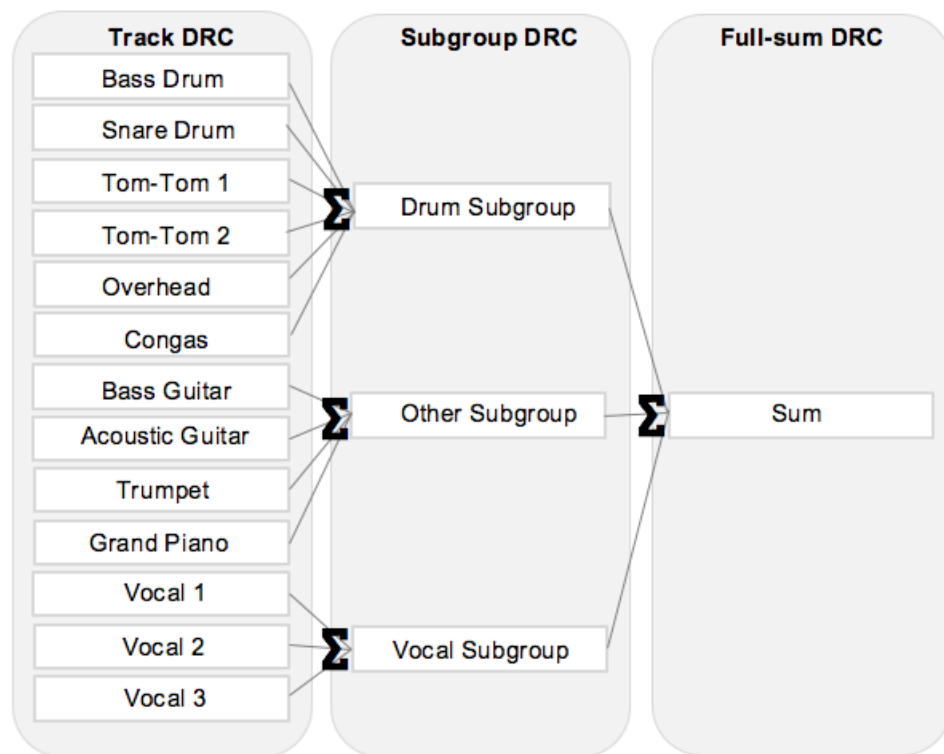 Track DRC
Bass Drum
Snare Drum
Tom-Tom 1
Tom-Tom 2
Overhead
Congas
Bass Guitar
Acoustic Guitar
Trumpet
Grand Piano
Vocal 1
Vocal 2
Vocal 3
Subgroup DRC
Σ
Drum Subgroup
Σ
Other Subgroup
Σ
Vocal Subgroup
Full-sum DRC
Σ
Sum